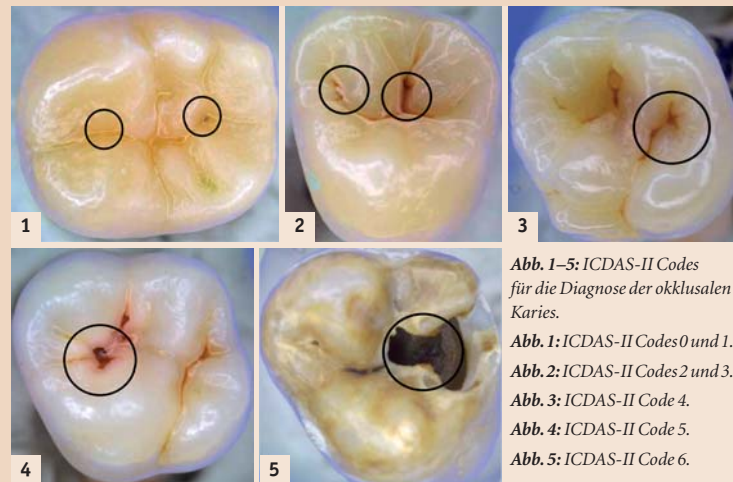 1
2
3
4
5
Abb. 1–5: ICDAS-II Codes
für die Diagnose der okklusalen
Karies.
Abb. 1: ICDAS-II Codes 0 und 1.
Abb. 2: ICDAS-II Codes 2 und 3.
Abb. 3: ICDAS-II Code 4.
Abb. 4: ICDAS-II Code 5.
Abb. 5: ICDAS-II Code 6.